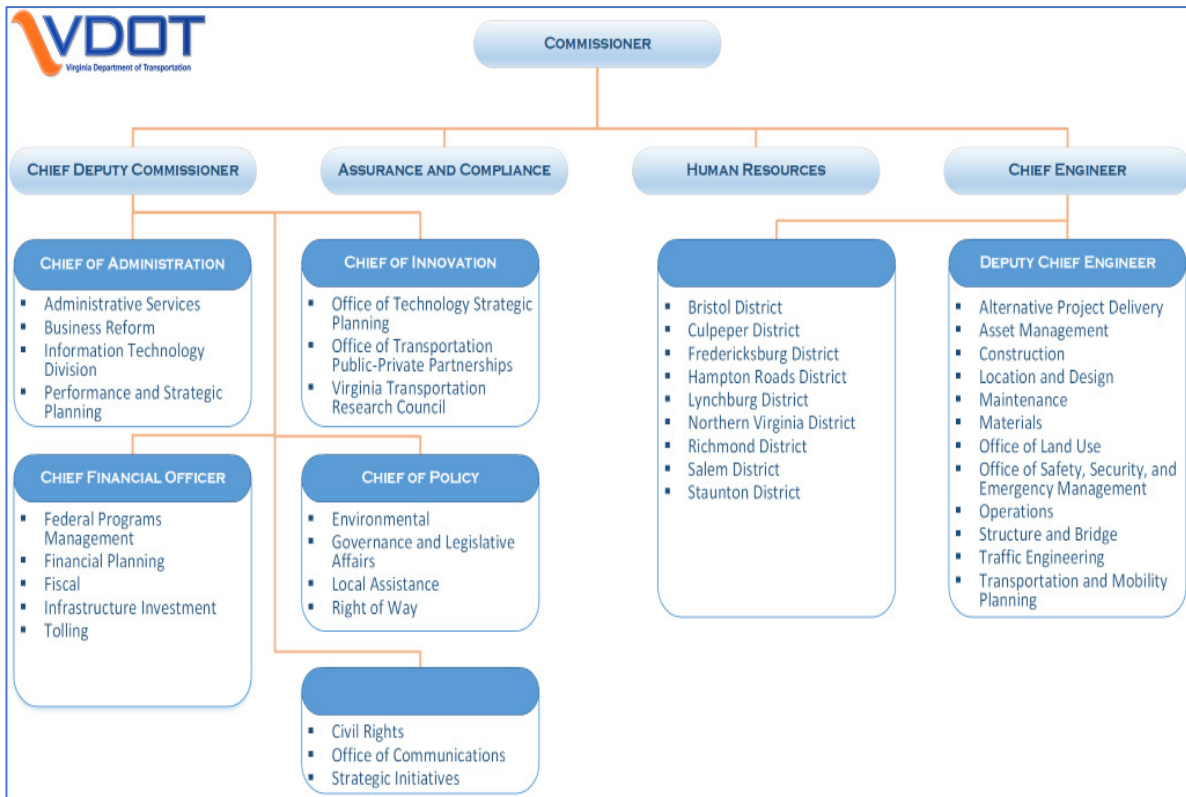 VDOT
Virginia Department of Transportation
COMMISSIONER
CHIEF DEPUTY COMMISSIONER
ASSURANCE AND COMPLIANCE
HUMAN RESOURCES
CHIEF ENGINEER
CHIEF OF ADMINISTRATION
▪ Administrative Services
▪ Business Reform
▪ Information Technology
Division
▪ Performance and Strategic
Planning
CHIEF OF INNOVATION
▪ Office of Technology Strategic
Planning
▪ Office of Transportation
Public-Private Partnerships
▪ Virginia Transportation
Research Council
▪ Bristol District
▪ Culpeper District
▪ Fredericksburg District
▪ Hampton Roads District
▪ Lynchburg District
▪ Northern Virginia District
▪ Richmond District
▪ Salem District
▪ Staunton District
DEPUTY CHIEF ENGINEER
▪ Alternative Project Delivery
▪ Asset Management
▪ Construction
▪ Location and Design
▪ Maintenance
▪ Materials
▪ Office of Land Use
▪ Office of Safety, Security, and
Emergency Management
▪ Operations
▪ Structure and Bridge
▪ Traffic Engineering
▪ Transportation and Mobility
Planning
CHIEF FINANCIAL OFFICER
▪ Federal Programs
Management
▪ Financial Planning
▪ Fiscal
▪ Infrastructure Investment
▪ Tolling
CHIEF OF POLICY
▪ Environmental
▪ Governance and Legislative
Affairs
▪ Local Assistance
▪ Right of Way
▪ Civil Rights
▪ Office of Communications
▪ Strategic Initiatives